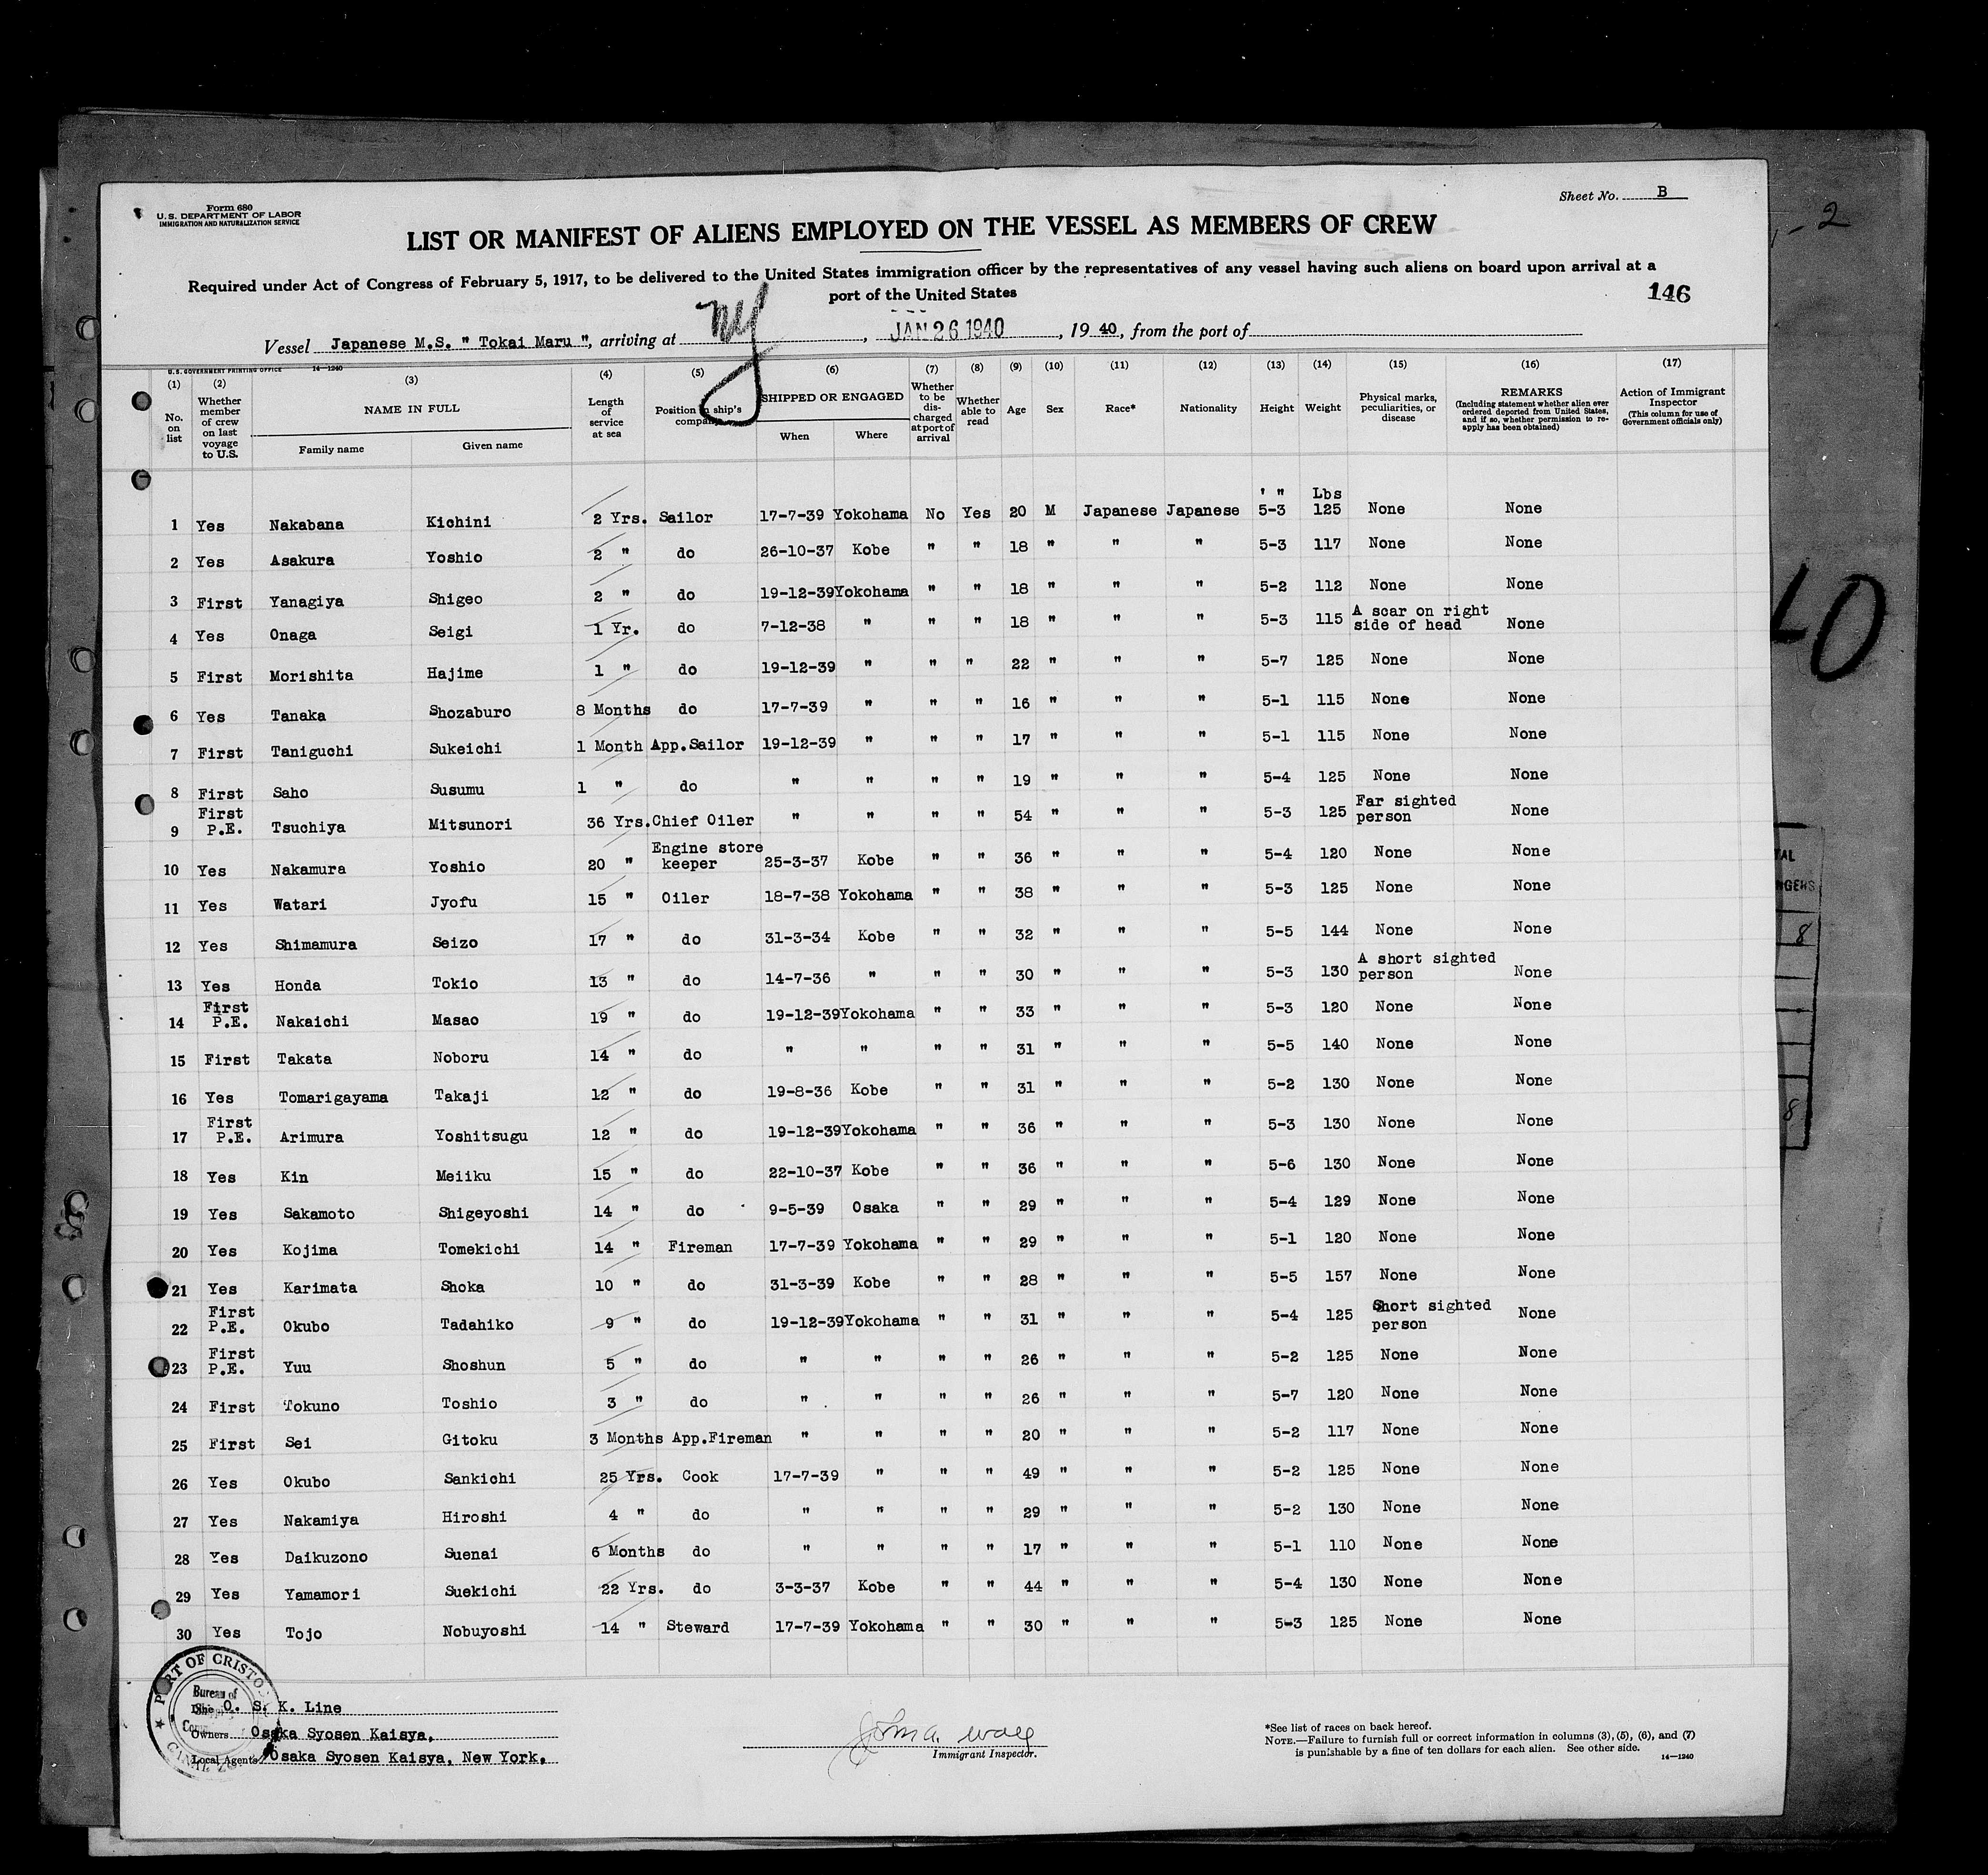 Form 680
U. S. DEPARTMENT OF LABOR
IMMIGRATION AND NATURALIZATION SERVICE
Sheet No. B
LIST OR MANIFEST OF ALIENS EMPLOYED ON THE VESSEL AS MEMBERS OF CREW
Required under Act of Congress of February 5, 1917, to be delivered to the United States immigration officer by the representatives of any vessel having such aliens on board upon arrival at a
port of the United States
146
Vessel Japanese M.S. " Tokai Maru ", arriving at NY, JAN 26 1940, 19 40, from the port of
U. S. GOVERNMENT PRINTING OFFICE 14—1240
(1) (2) (3) (4) (5) (6) (7) (8) (9) (10) (11) (12) (13) (14) (15) (16) (17)
No. on list
Whether member of crew on last voyage to U.S.
NAME IN FULL
Family name Given name
Length of service at sea
Position in ship's company
SHIPPED OR ENGAGED
When Where
Whether to be discharged at port of arrival
Whether able to read
Age Sex Race* Nationality Height Weight
Physical marks, peculiarities, or disease
REMARKS
(Including statement whether alien ever ordered deported from United States, and if so, whether permission to reapply has been obtained)
Action of Immigrant Inspector
(This column for use of Government officials only)
' " Lbs
1 Yes Nakabana Kichini 2 Yrs. Sailor 17-7-39 Yokohama No Yes 20 M Japanese Japanese 5-3 125 None None
2 Yes Asakura Yoshio 2 " do 26-10-37 Kobe " " 18 " " " 5-3 117 None None
3 First Yanagiya Shigeo 2 " do 19-12-39 Yokohama " " 18 " " " 5-2 112 None None
4 Yes Onaga Seigi 1 Yr. do 7-12-38 " " " 18 " " " 5-3 115 A scar on right side of head None
5 First Morishita Hajime 1 " do 19-12-39 " " " 22 " " " 5-7 125 None None
6 Yes Tanaka Shozaburo 8 Months do 17-7-39 " " " 16 " " " 5-1 115 None None
7 First Taniguchi Sukeichi 1 Month App.Sailor 19-12-39 " " " 17 " " " 5-1 115 None None
8 First Saho Susumu 1 " do " " " " 19 " " " 5-4 125 None None
9 First P.E. Tsuchiya Mitsunori 36 Yrs. Chief Oiler " " " " 54 " " " 5-3 125 Far sighted person None
10 Yes Nakamura Yoshio 20 " Engine store keeper 25-3-37 Kobe " " 36 " " " 5-4 120 None None
11 Yes Watari Jyofu 15 " Oiler 18-7-38 Yokohama " " 38 " " " 5-3 125 None None
12 Yes Shimamura Seizo 17 " do 31-3-34 Kobe " " 32 " " " 5-5 144 None None
13 Yes Honda Tokio 13 " do 14-7-36 " " " 30 " " " 5-3 130 A short sighted person None
14 First P.E. Nakaichi Masao 19 " do 19-12-39 Yokohama " " 33 " " " 5-3 120 None None
15 First Takata Noboru 14 " do " " " " 31 " " " 5-5 140 None None
16 Yes Tomarigayama Takaji 12 " do 19-8-36 Kobe " " 31 " " " 5-2 130 None None
17 First P.E. Arimura Yoshitsugu 12 " do 19-12-39 Yokohama " " 36 " " " 5-3 130 None None
18 Yes Kin Meiiku 15 " do 22-10-37 Kobe " " 36 " " " 5-6 130 None None
19 Yes Sakamoto Shigeyoshi 14 " do 9-5-39 Osaka " " 29 " " " 5-4 129 None None
20 Yes Kojima Tomekichi 14 " Fireman 17-7-39 Yokohama " " 29 " " " 5-1 120 None None
21 Yes Karimata Shoka 10 " do 31-3-39 Kobe " " 28 " " " 5-5 157 None None
22 First P.E. Okubo Tadahiko 9 " do 19-12-39 Yokohama " " 31 " " " 5-4 125 Short sighted person None
23 First P.E. Yuu Shoshun 5 " do " " " " 26 " " " 5-2 125 None None
24 First Tokuno Toshio 3 " do " " " " 26 " " " 5-7 120 None None
25 First Sei Gitoku 3 Months App.Fireman " " " " 20 " " " 5-2 117 None None
26 Yes Okubo Sankichi 25 Yrs. Cook 17-7-39 " " " 49 " " " 5-2 125 None None
27 Yes Nakamiya Hiroshi 4 " do " " " " 29 " " " 5-2 130 None None
28 Yes Daikuzono Suenai 6 Months do " " " " 17 " " " 5-1 110 None None
29 Yes Yamamori Suekichi 22 Yrs. do 3-3-37 Kobe " " 44 " " " 5-4 130 None None
30 Yes Tojo Nobuyoshi 14 " Steward 17-7-39 Yokohama " " 30 " " " 5-3 125 None None
PORT OF CRISTO
Bureau of
CANAL
Line O. S. K. Line
Owners Osaka Syosen Kaisya.
Local Agents Osaka Syosen Kaisya, New York.
Immigrant Inspector.
*See list of races on back hereof.
NOTE.—Failure to furnish full or correct information in columns (3), (5), (6), and (7)
is punishable by a fine of ten dollars for each alien. See other side.
14—1240
- 2
8
8